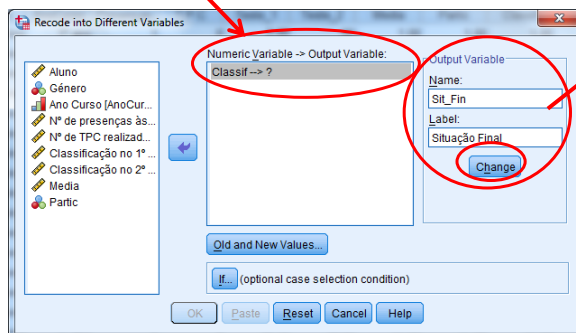 Recode into Different Variables
Numeric Variable -> Output Variable:
Classif --> ?
Aluno
Género
Ano Curso [AnoCur...
Nº de presenças às...
Nº de TPC realizad...
Classificação no 1º ...
Classificação no 2º ...
Media
Partic
Output Variable
Name:
Sit_Fin
Label:
Situação Final
Change
Old and New Values...
If... (optional case selection condition)
OK Paste Reset Cancel Help